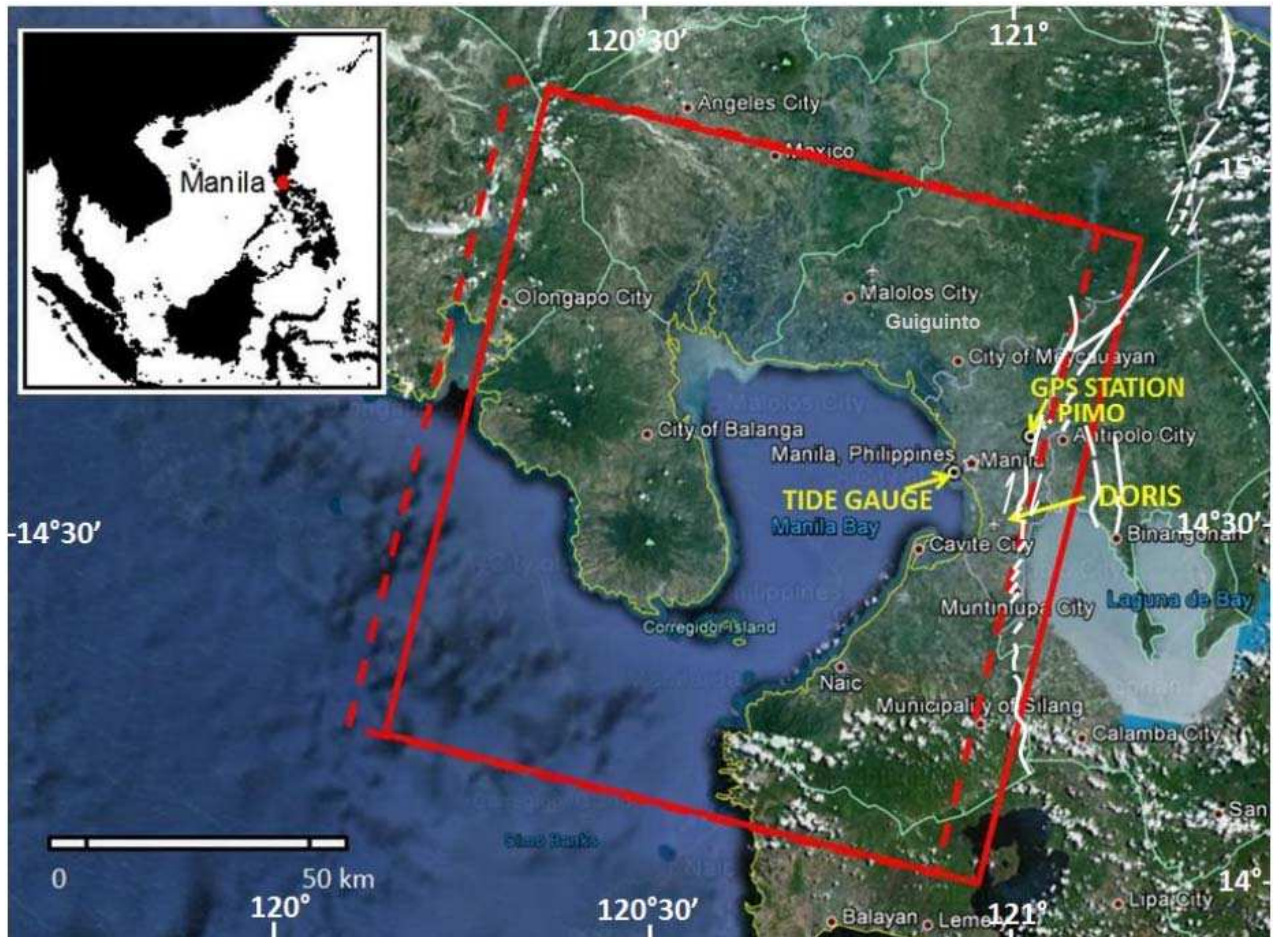 120°30’
121°
Angeles City
Manila
Mexico
15°
Olongapo City
Malolos City
Guiguinto
City of Meycauayan
GPS STATION
PIMO
Malolos City
City of Balanga
Antipolo City
Manila, Philippines
Manila
TIDE GAUGE
DORIS
Manila Bay
14°30’
14°30’
Binangonan
Cavite City
Muntinlupa City
Laguna de Bay
Corregidor Island
Naic
Municipality of Silang
Calamba City
San
0
50 km
14°
120°
120°30’
121°
Balayan
Leme
Lipa City